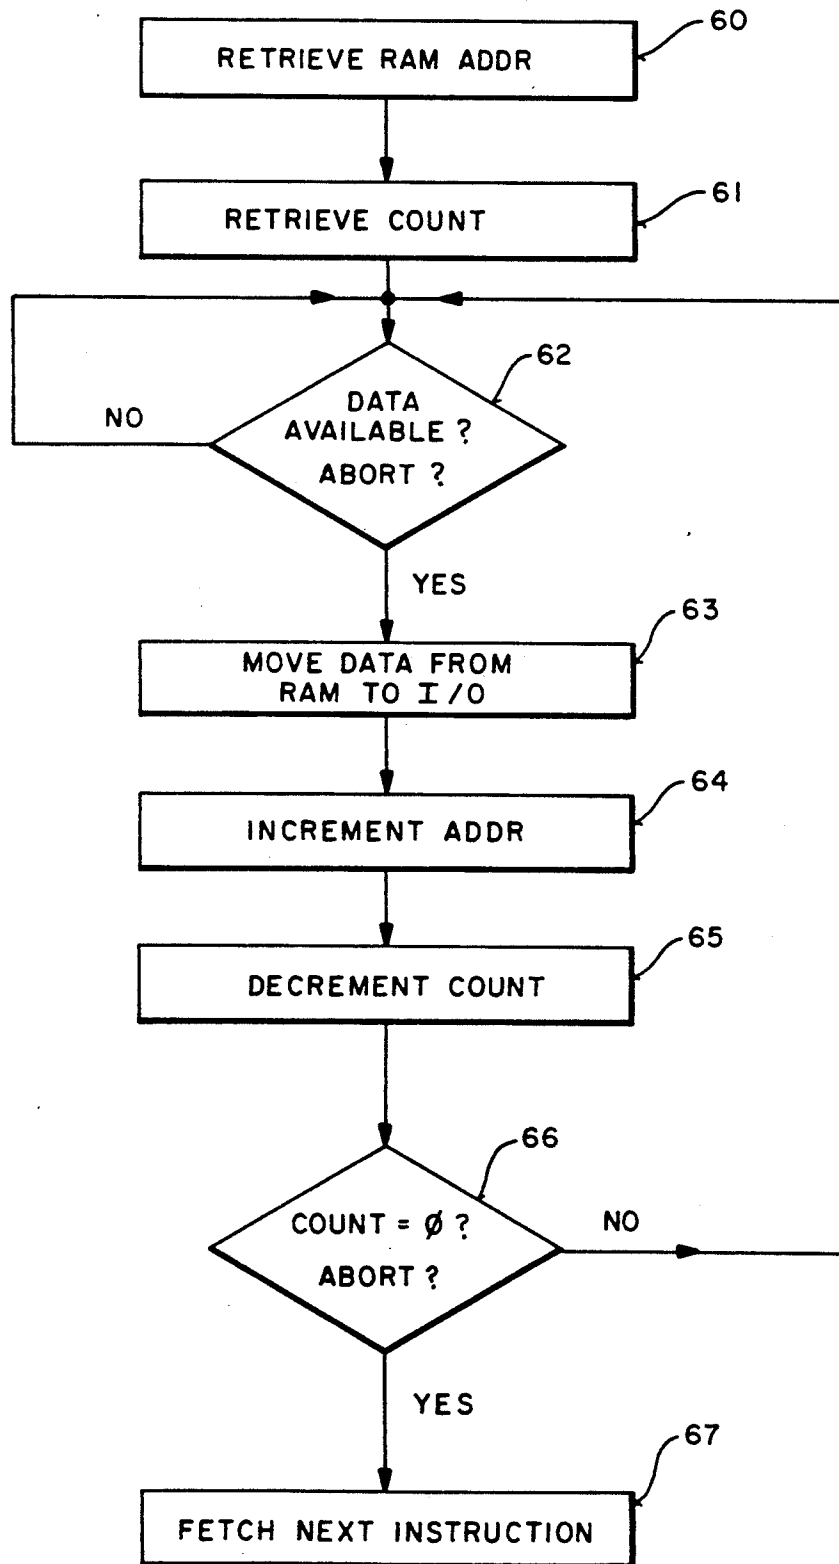 60
RETRIEVE RAM ADDR
61
RETRIEVE COUNT
62
DATA
AVAILABLE ?
ABORT ?
NO
YES
63
MOVE DATA FROM
RAM TO I/O
64
INCREMENT ADDR
65
DECREMENT COUNT
66
COUNT = Ø ?
ABORT ?
NO
YES
67
FETCH NEXT INSTRUCTION